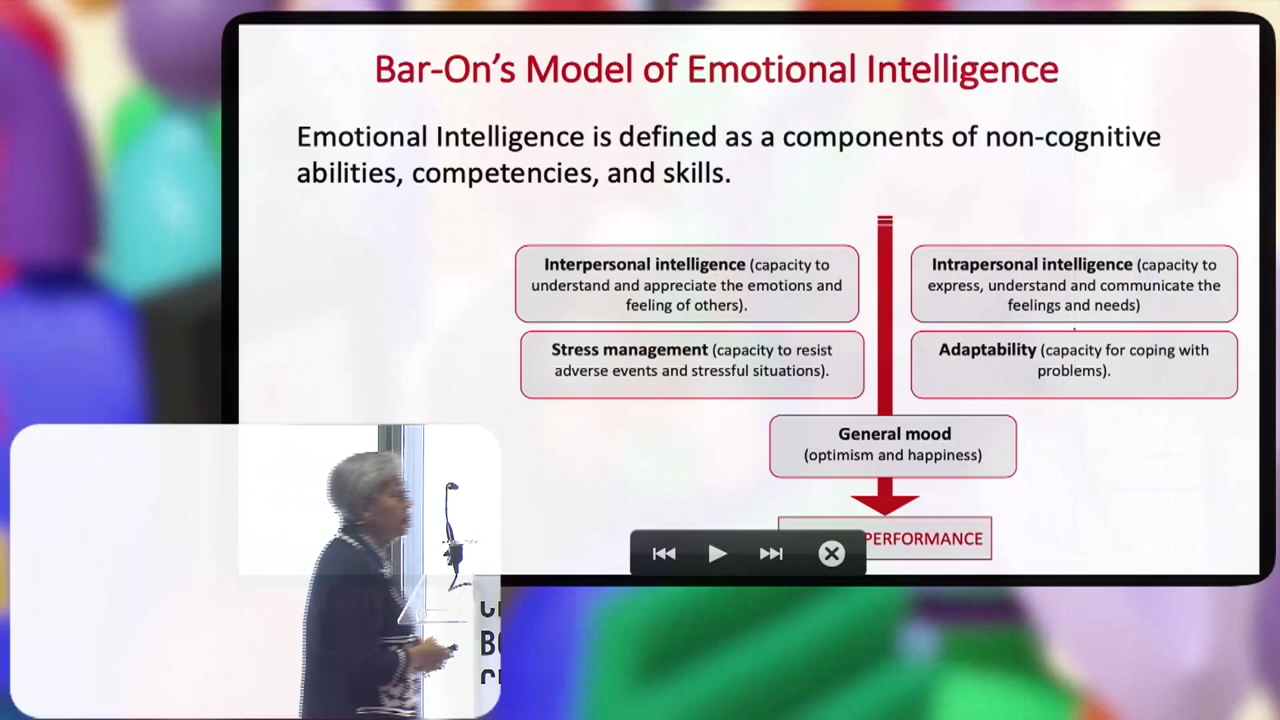 Bar-On's Model of Emotional Intelligence
Emotional Intelligence is defined as a components of non-cognitive
abilities, competencies, and skills.
Interpersonal intelligence (capacity to
understand and appreciate the emotions and
feeling of others).
Intrapersonal intelligence (capacity to
express, understand and communicate the
feelings and needs)
Stress management (capacity to resist
adverse events and stressful situations).
Adaptability (capacity for coping with
problems).
General mood
(optimism and happiness)
PERFORMANCE